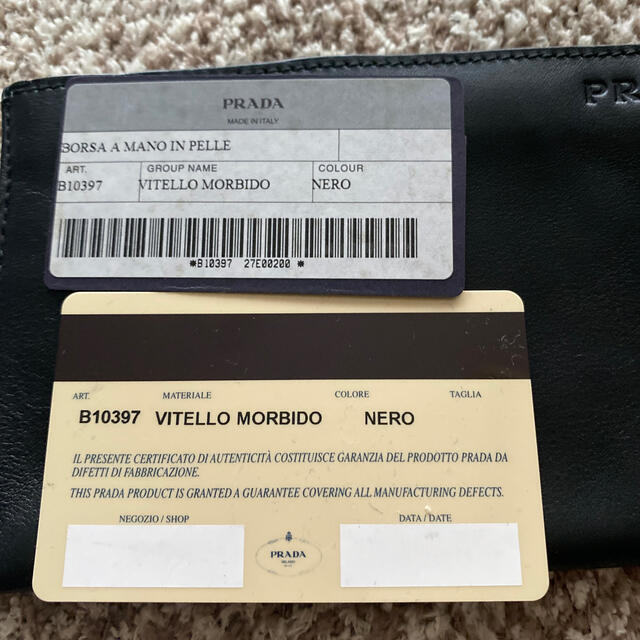 PR
PRADA
MADE IN ITALY
BORSA A MANO IN PELLE
ART. GROUP NAME COLOUR
B10397 VITELLO MORBIDO NERO
*B10397 27E00200 *
ART. MATERIALE COLORE TAGLIA
B10397 VITELLO MORBIDO NERO
IL PRESENTE CERTIFICATO DI AUTENTICITÀ COSTITUISCE GARANZIA DEL PRODOTTO PRADA DA
DIFETTI DI FABBRICAZIONE.
THIS PRADA PRODUCT IS GRANTED A GUARANTEE COVERING ALL MANUFACTURING DEFECTS.
NEGOZIO / SHOP DATA / DATE
PRADA
MILANO